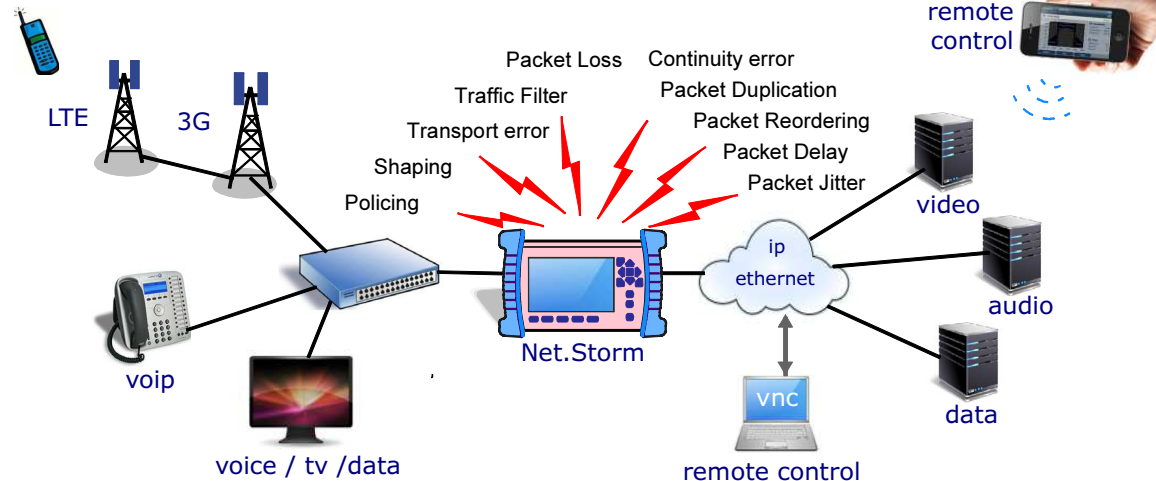 remote
control
Packet Loss
Continuity error
Traffic Filter
Packet Duplication
LTE
3G
Transport error
Packet Reordering
Shaping
Packet Delay
Policing
Packet Jitter
video
ip
ethernet
audio
Net.Storm
voip
vnc
data
voice / tv /data
remote control